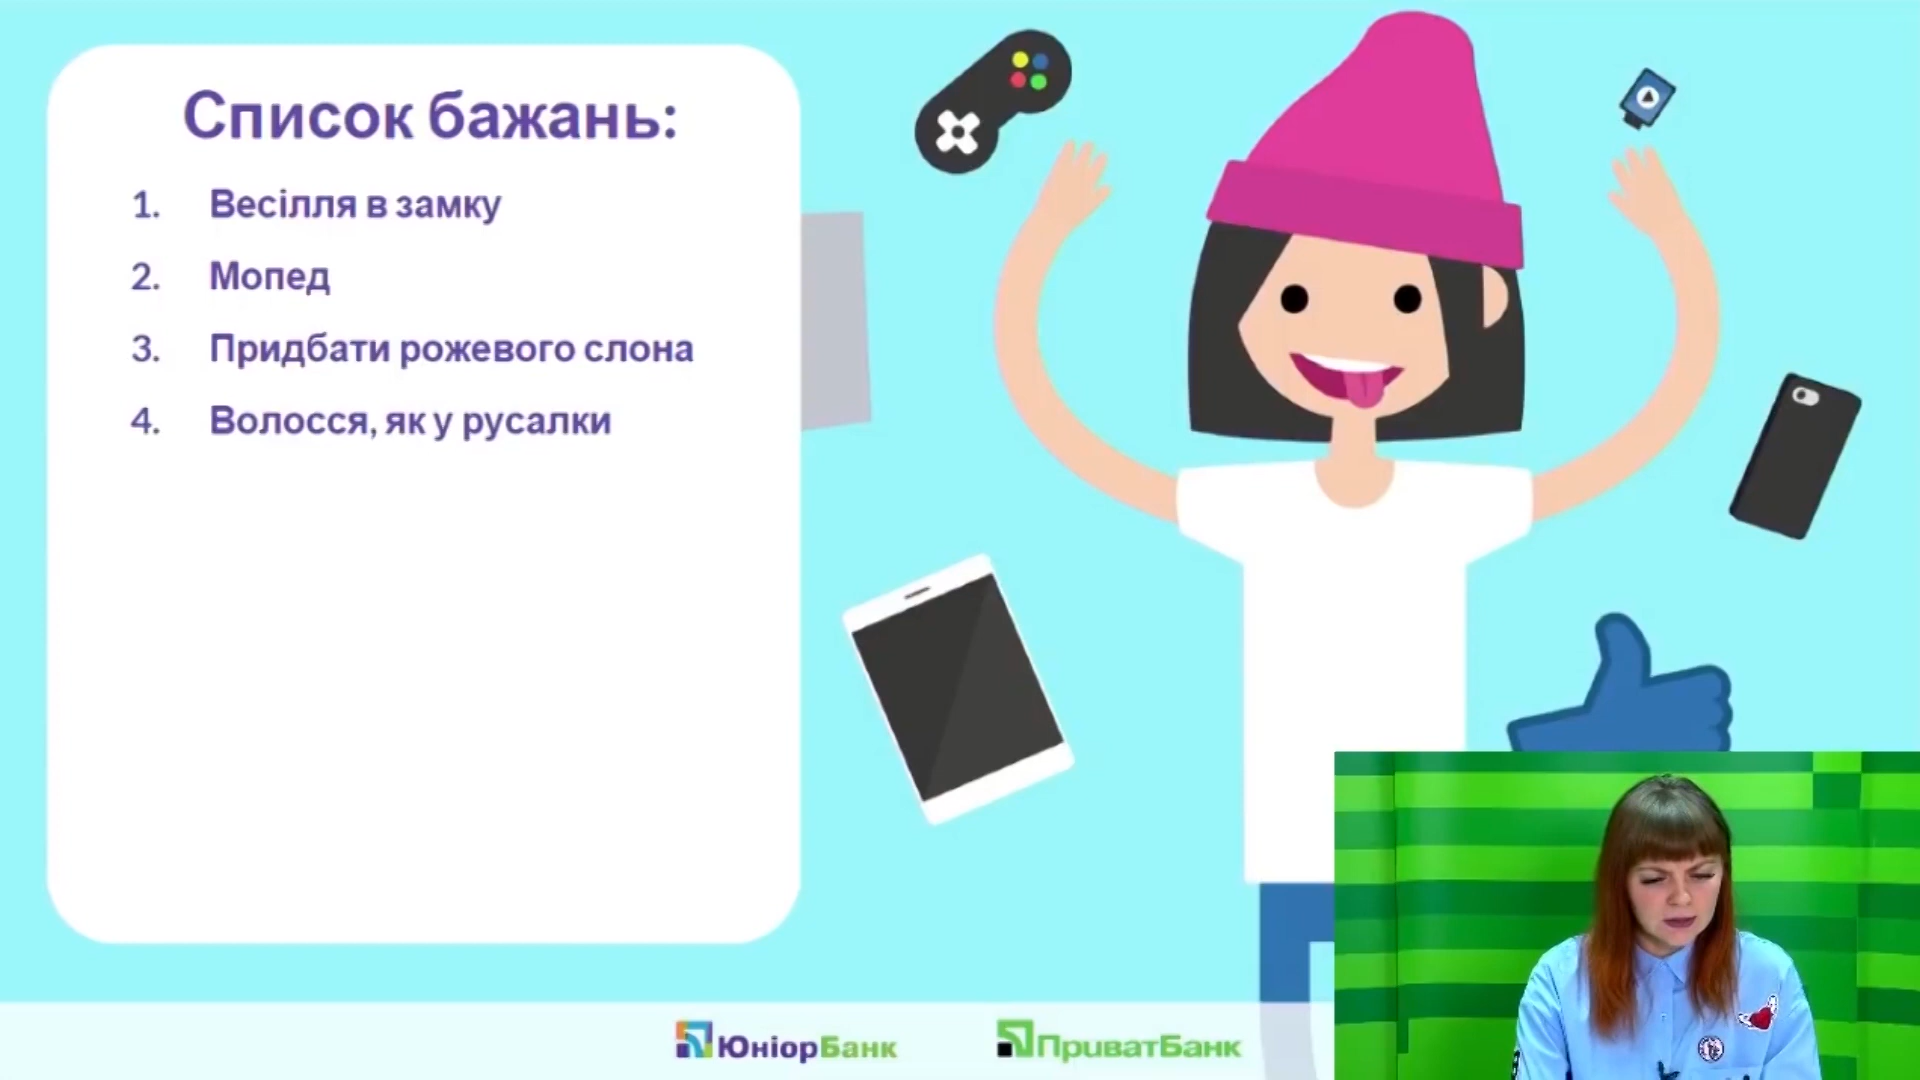 Список бажань:
1. Весілля в замку
2. Мопед
3. Придбати рожевого слона
4. Волосся, як у русалки
ЮніорБанк
ПриватБанк